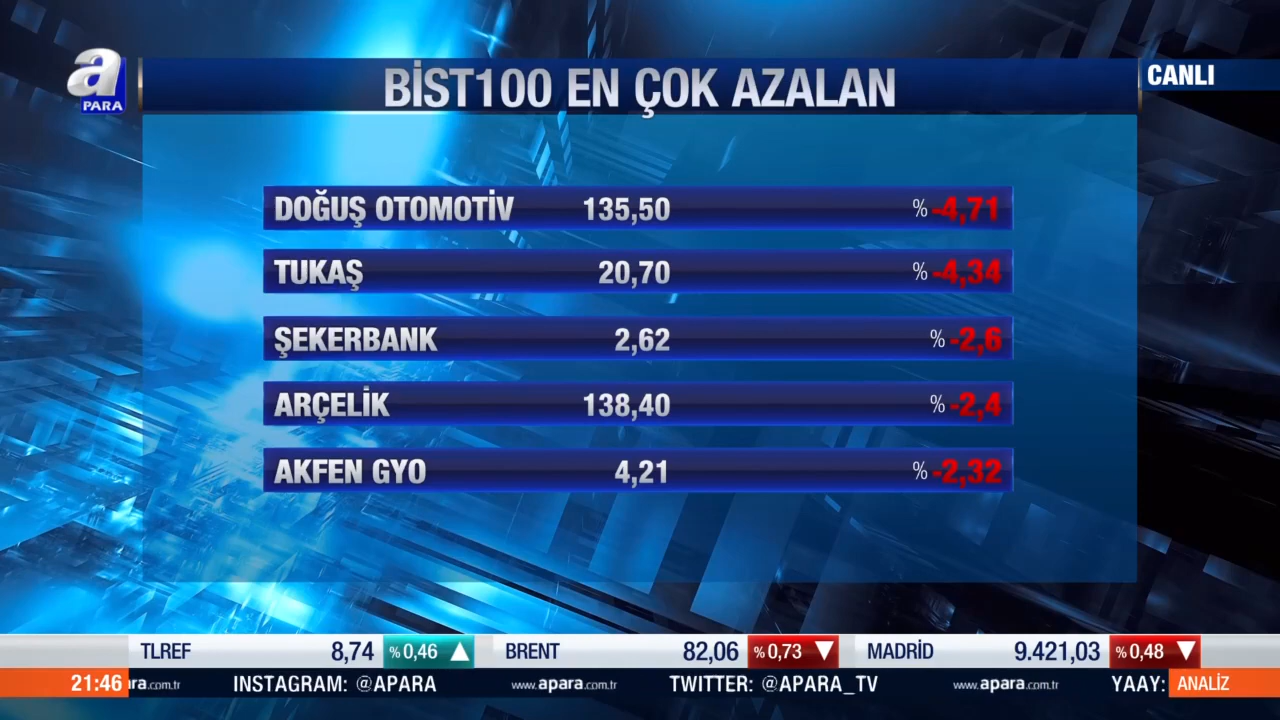 a
PARA
BİST100 EN ÇOK AZALAN
CANLI
DOĞUŞ OTOMOTİV 135,50 % -4,71
TUKAŞ 20,70 % -4,34
ŞEKERBANK 2,62 % -2,6
ARÇELİK 138,40 % -2,4
AKFEN GYO 4,21 % -2,32
TLREF 8,74 %0,46 BRENT 82,06 %0,73 MADRİD 9.421,03 %0,48
21:46 ra.com.tr INSTAGRAM: @APARA www.apara.com.tr TWITTER: @APARA_TV www.apara.com.tr YAAY: ANALİZ